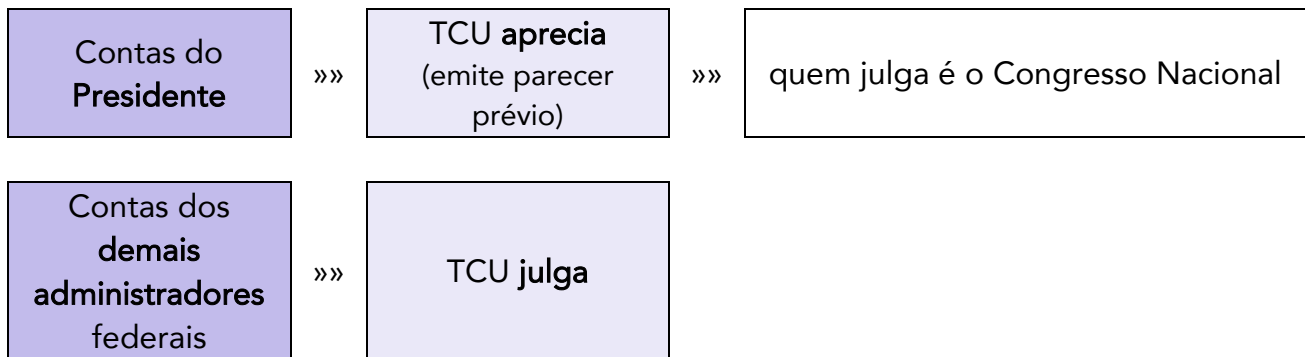 Contas do
Presidente
»»
TCU aprecia
(emite parecer
prévio)
»»
quem julga é o Congresso Nacional
Contas dos
demais
administradores
federais
»»
TCU julga